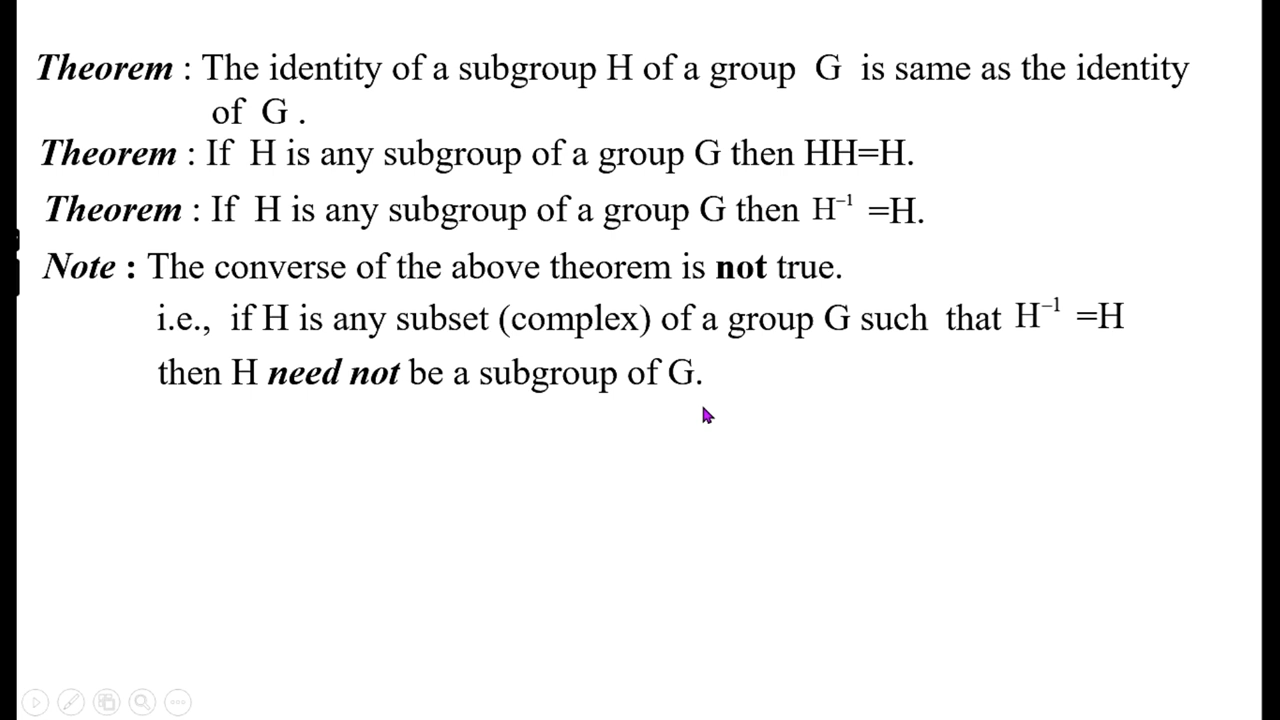 Theorem : The identity of a subgroup H of a group G is same as the identity
of G .
Theorem : If H is any subgroup of a group G then HH=H.
Theorem : If H is any subgroup of a group G then H⁻¹ =H.
Note : The converse of the above theorem is not true.
i.e., if H is any subset (complex) of a group G such that H⁻¹ =H
then H need not be a subgroup of G.